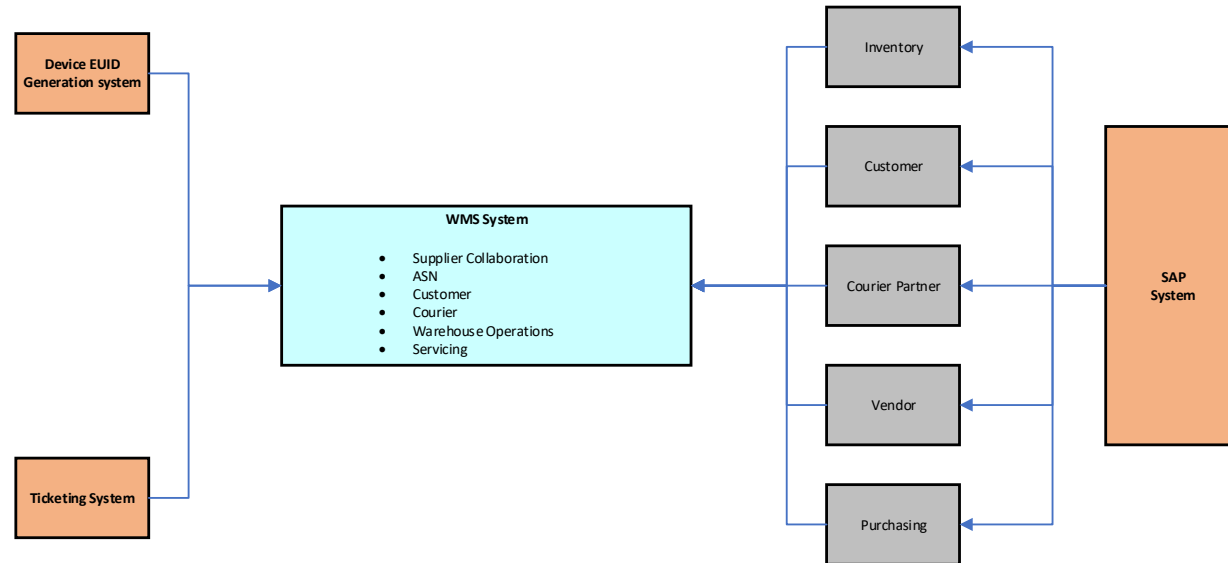 Device EUID
Generation system
Ticketing System
WMS System
• Supplier Collaboration
• ASN
• Customer
• Courier
• Warehouse Operations
• Servicing
Inventory
Customer
Courier Partner
Vendor
Purchasing
SAP
System